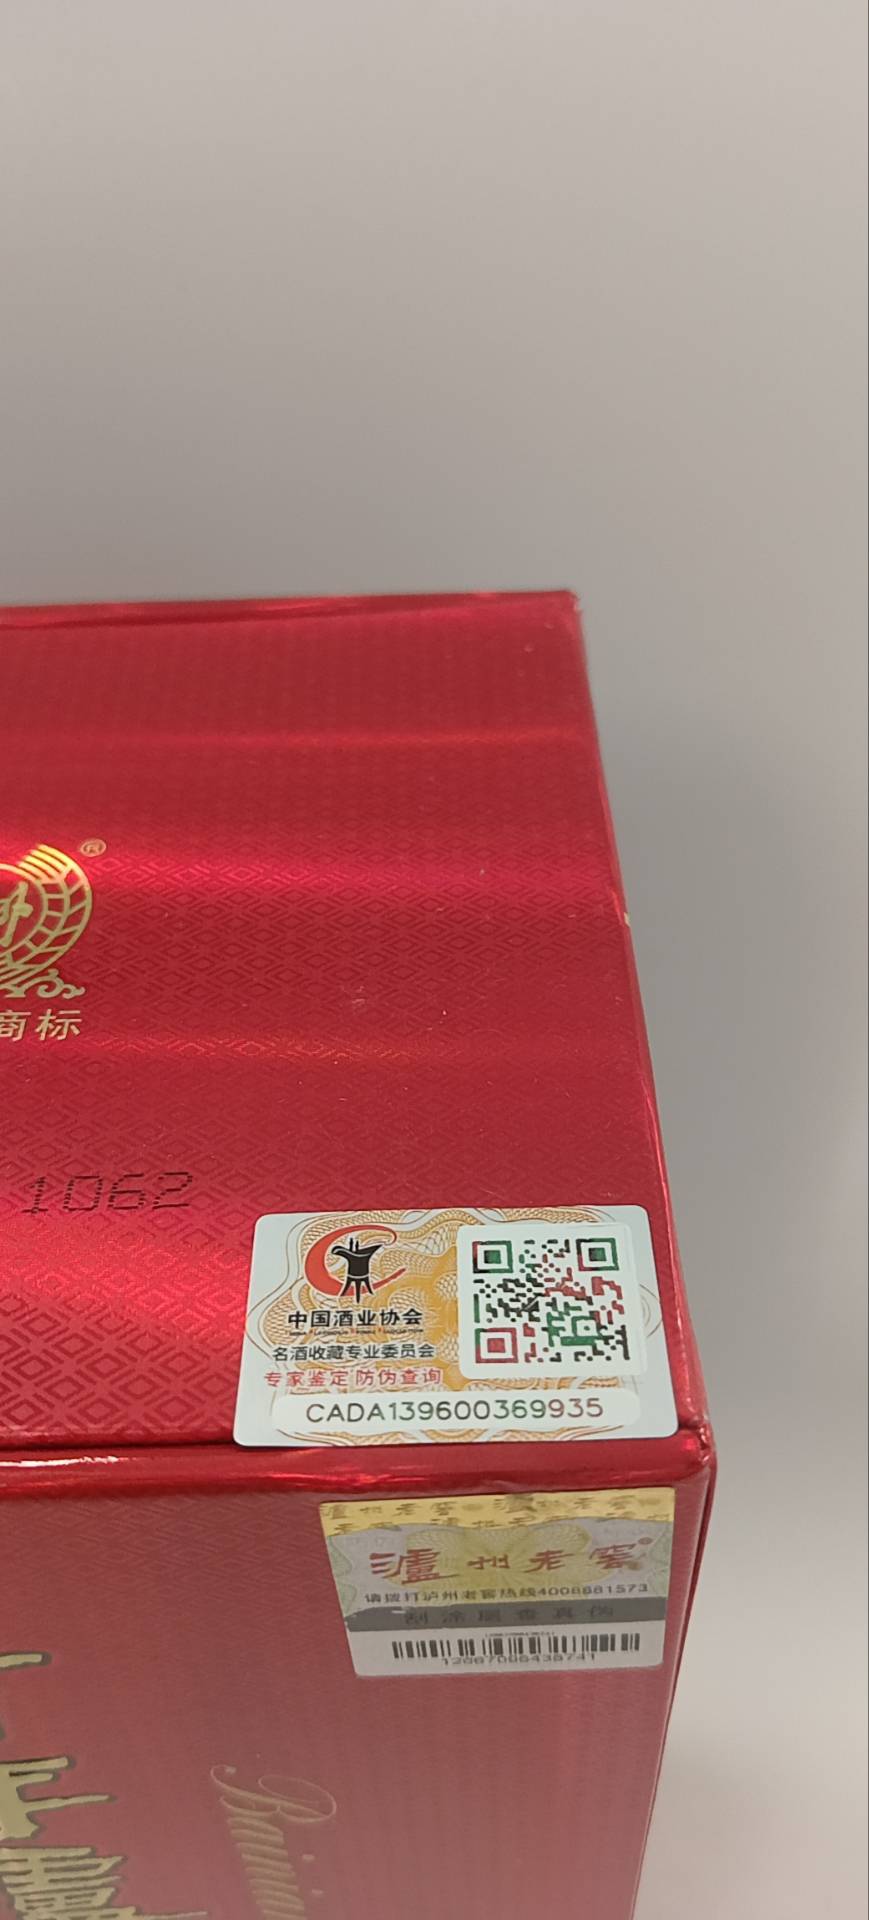 ®
商标
1062
中国酒业协会
名酒收藏专业委员会
专家鉴定 防伪查询
CADA139600369935
泸州老窖
请拨打泸州老窖热线4008881573
刮涂层查真伪